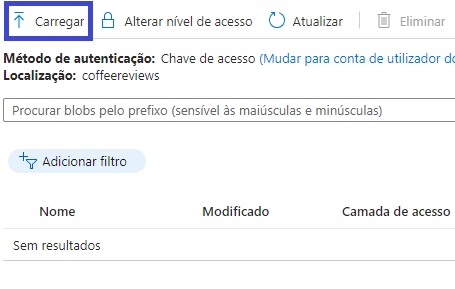 Carregar Alterar nível de acesso Atualizar Eliminar
Método de autenticação: Chave de acesso (Mudar para conta de utilizador do
Localização: coffeereviews
Procurar blobs pelo prefixo (sensível às maiúsculas e minúsculas)
Adicionar filtro
Nome Modificado Camada de acesso
Sem resultados